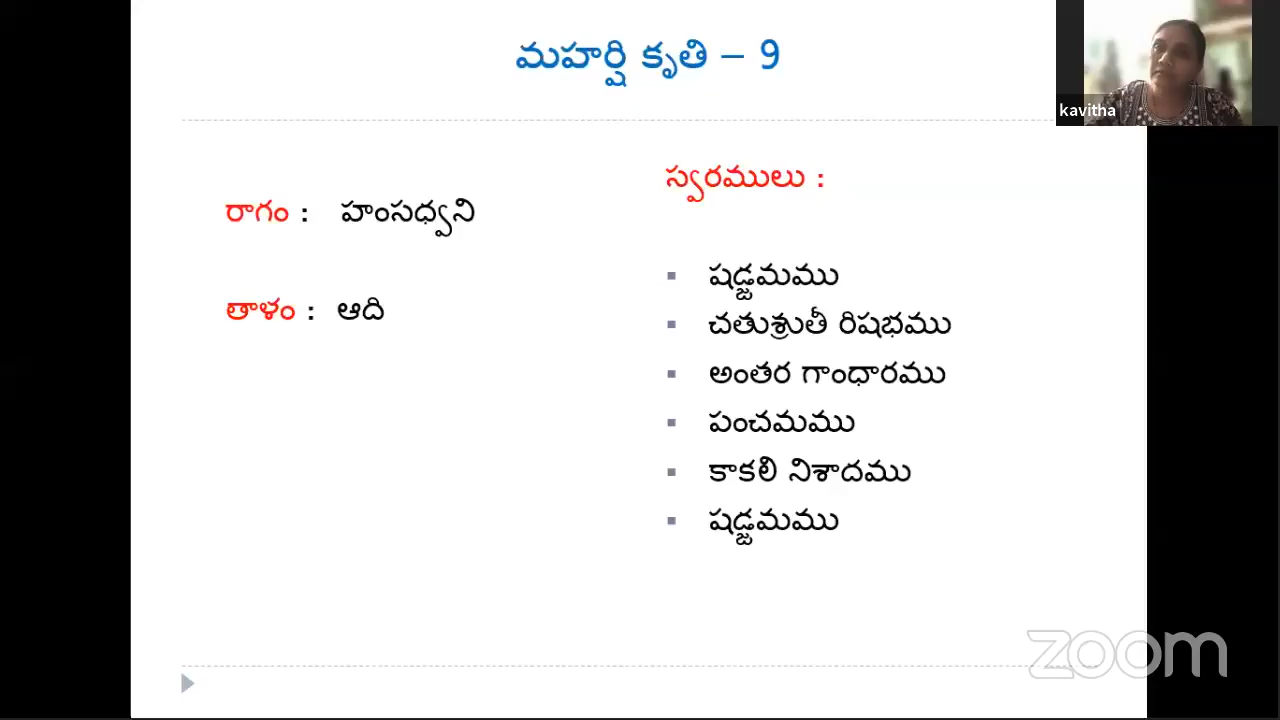 మహర్షి కృతి – 9
kavitha
రాగం : హంసధ్వని
తాళం : ఆది
స్వరములు :
షడ్జమము
చతుశ్రుతీ రిషభము
అంతర గాంధారము
పంచమము
కాకలి నిశాదము
షడ్జమము
zoom